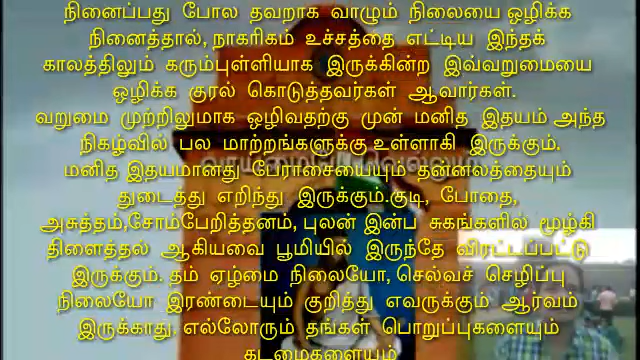 நினைப்பது போல தவறாக வாழும் நிலையை ஒழிக்க
நினைத்தால், நாகரிகம் உச்சத்தை எட்டிய இந்தக்
காலத்திலும் கரும்புள்ளியாக இருக்கின்ற இவ்வறுமையை
ஒழிக்க குரல் கொடுத்தவர்கள் ஆவார்கள்.
வறுமை முற்றிலுமாக ஒழிவதற்கு முன் மனித இதயம் அந்த
நிகழ்வில் பல மாற்றங்களுக்கு உள்ளாகி இருக்கும்.
மனித இதயமானது பேராசையையும் தன்னலத்தையும்
துடைத்து எறிந்து இருக்கும்.குடி, போதை,
அசுத்தம்,சோம்பேறித்தனம், புலன் இன்ப சுகங்களில் மூழ்கி
திளைத்தல் ஆகியவை பூமியில் இருந்தே விரட்டப்பட்டு
இருக்கும். தம் ஏழ்மை நிலையோ, செல்வச் செழிப்பு
நிலையோ இரண்டையும் குறித்து எவருக்கும் ஆர்வம்
இருக்காது. எல்லோரும் தங்கள் பொறுப்புகளையும்
கடமைகளையும்